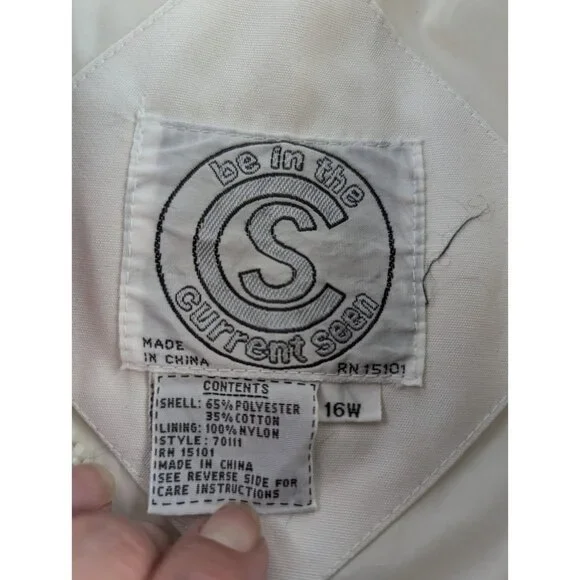 be in the
CS
current seen
MADE
IN CHINA
RN 15101
CONTENTS
SHELL: 65% POLYESTER
35% COTTON
LINING: 100% NYLON
STYLE: 70111
RN 15101
MADE IN CHINA
SEE REVERSE SIDE FOR
CARE INSTRUCTIONS
16W